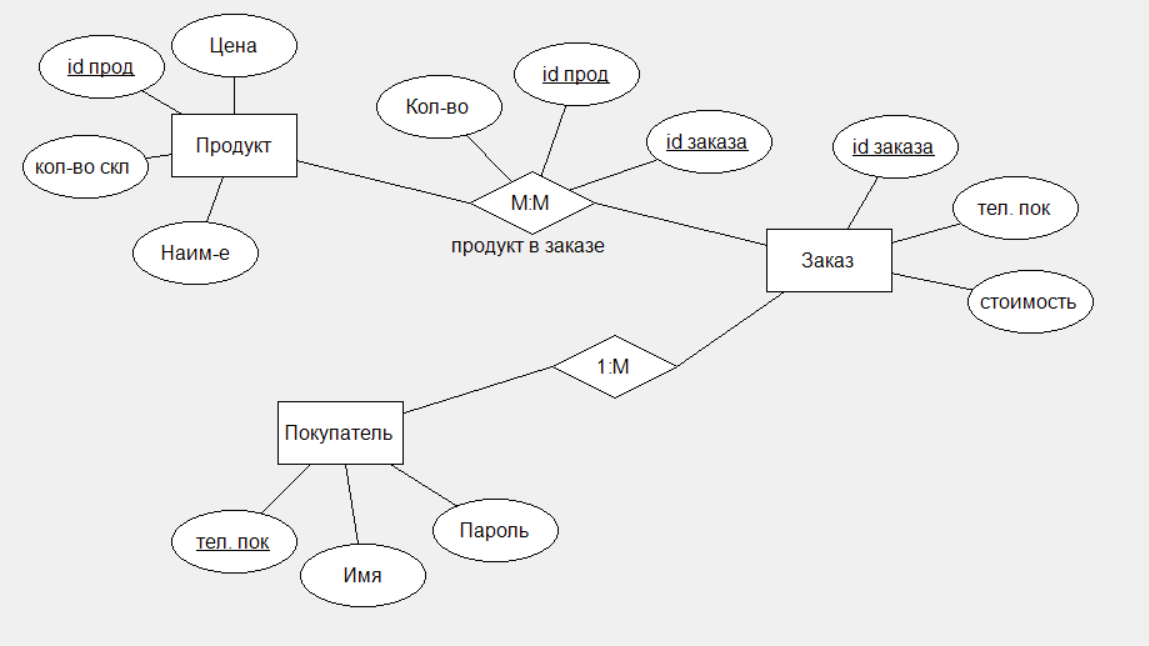 Цена
id прод
id прод
Кол-во
id заказа
Продукт
id заказа
кол-во скл
M:M
тел. пок
продукт в заказе
Наим-е
Заказ
стоимость
1:M
Покупатель
Пароль
тел. пок
Имя